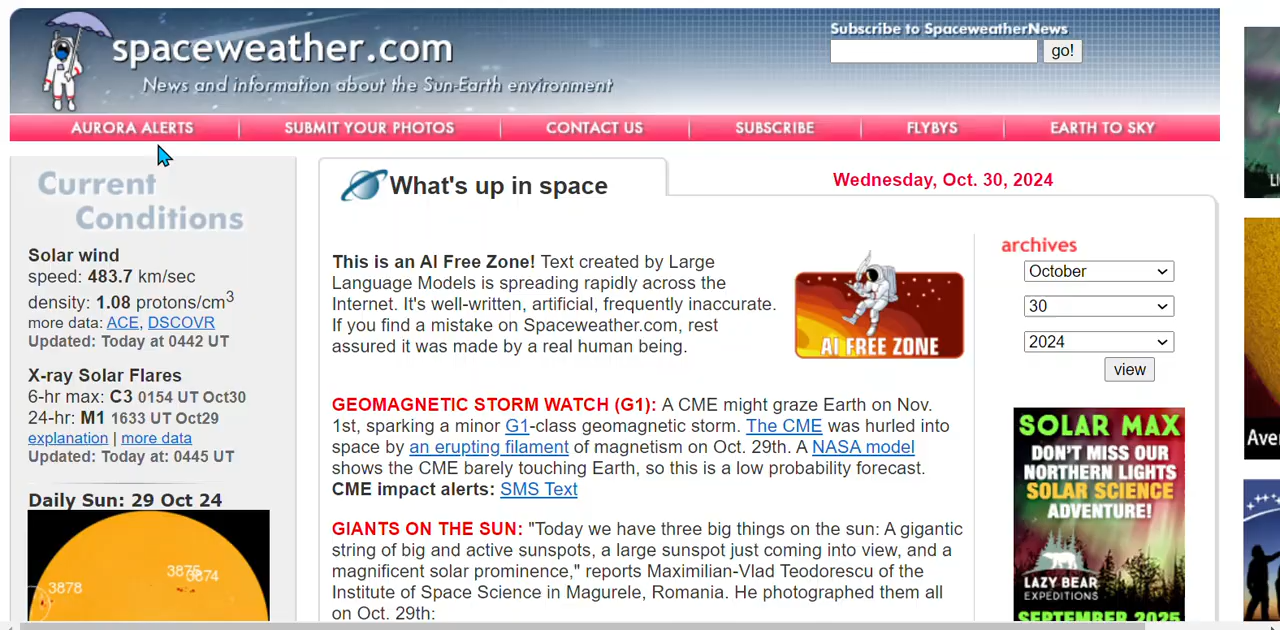 spaceweather.com
News and information about the Sun-Earth environment
Subscribe to SpaceweatherNews
go!
AURORA ALERTS
SUBMIT YOUR PHOTOS
CONTACT US
SUBSCRIBE
FLYBYS
EARTH TO SKY
Current
Conditions
Solar wind
speed: 483.7 km/sec
density: 1.08 protons/cm3
more data: ACE, DSCOVR
Updated: Today at 0442 UT
X-ray Solar Flares
6-hr max: C3 0154 UT Oct30
24-hr: M1 1633 UT Oct29
explanation | more data
Updated: Today at: 0445 UT
Daily Sun: 29 Oct 24
3878
3875
3874
What's up in space
Wednesday, Oct. 30, 2024
This is an AI Free Zone! Text created by Large
Language Models is spreading rapidly across the
Internet. It's well-written, artificial, frequently inaccurate.
If you find a mistake on Spaceweather.com, rest
assured it was made by a real human being.
AI FREE ZONE
GEOMAGNETIC STORM WATCH (G1): A CME might graze Earth on Nov.
1st, sparking a minor G1-class geomagnetic storm. The CME was hurled into
space by an erupting filament of magnetism on Oct. 29th. A NASA model
shows the CME barely touching Earth, so this is a low probability forecast.
CME impact alerts: SMS Text
GIANTS ON THE SUN: "Today we have three big things on the sun: A gigantic
string of big and active sunspots, a large sunspot just coming into view, and a
magnificent solar prominence," reports Maximilian-Vlad Teodorescu of the
Institute of Space Science in Magurele, Romania. He photographed them all
on Oct. 29th:
archives
October
30
2024
view
SOLAR MAX
DON'T MISS OUR
NORTHERN LIGHTS
SOLAR SCIENCE
ADVENTURE!
LAZY BEAR
EXPEDITIONS
SEPTEMBER 2025